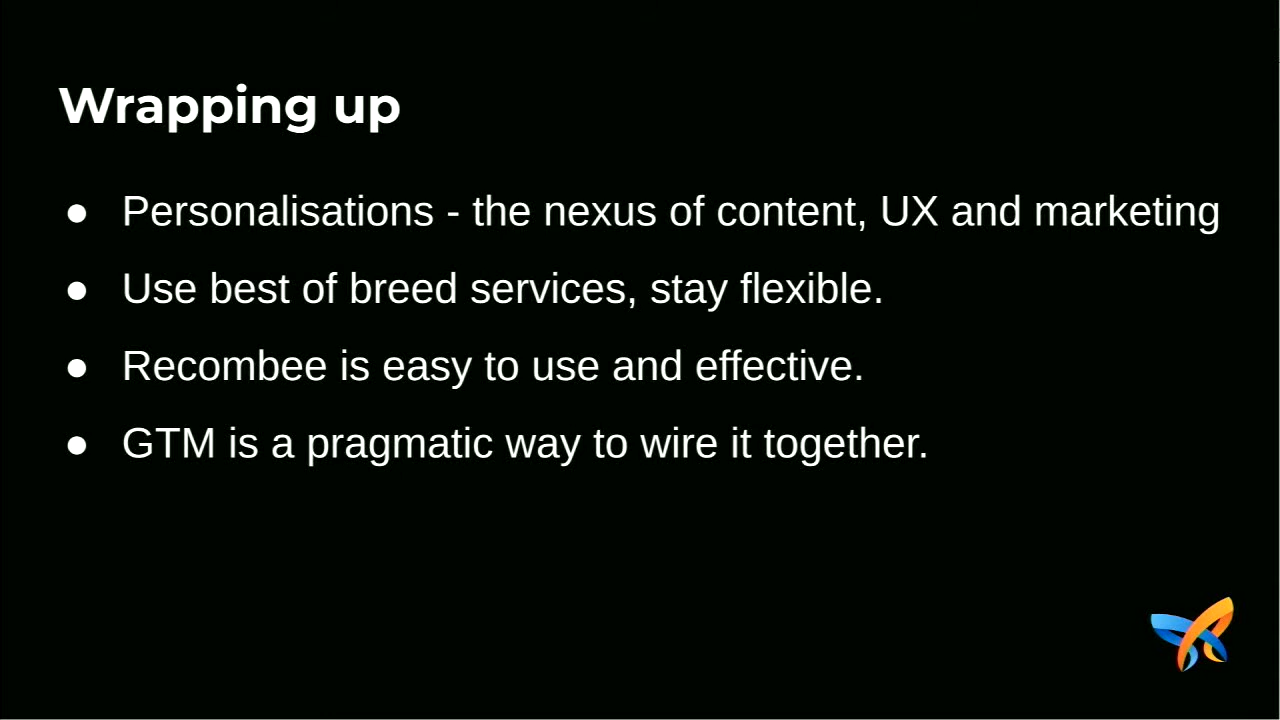 Wrapping up
● Personalisations - the nexus of content, UX and marketing
● Use best of breed services, stay flexible.
● Recombee is easy to use and effective.
● GTM is a pragmatic way to wire it together.